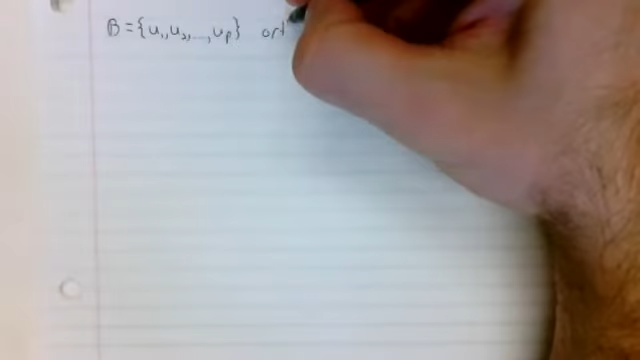 B = {u₁, u₂, ..., uₚ} ort